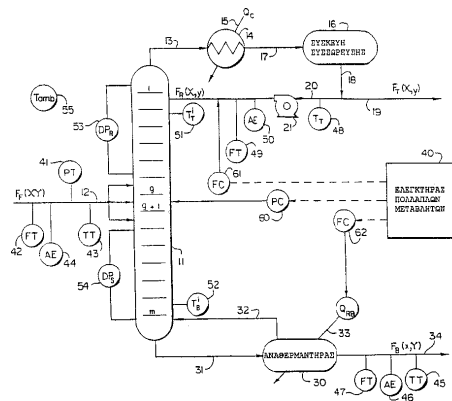 Q_C
15
14
13
17
16
ΣΥΣΚΕΥΗ
ΣΥΣΣΩΡΕΥΣΗΣ
18
F_R(X,y)
20
F_T(X,y)
19
Tamb
55
1
T_T^i
51
53
DP_R
O
21
AE
50
T_T
48
FT
49
FC
61
41
PT
40
ΕΛΕΓΚΤΗΡΑΣ
ΠΟΛΛΑΠΛΩΝ
ΜΕΤΑΒΛΗΤΩΝ
F_F(XY)
12
q
q+1
PC
60
FC
62
FT
42
AE
44
TT
43
11
DP_S
54
T_B^i
52
m
32
Q_RB
33
31
ΑΝΑΘΕΡΜΑΝΤΗΡΑΣ
30
F_B(x,Y)
34
FT
47
AE
46
TT
45